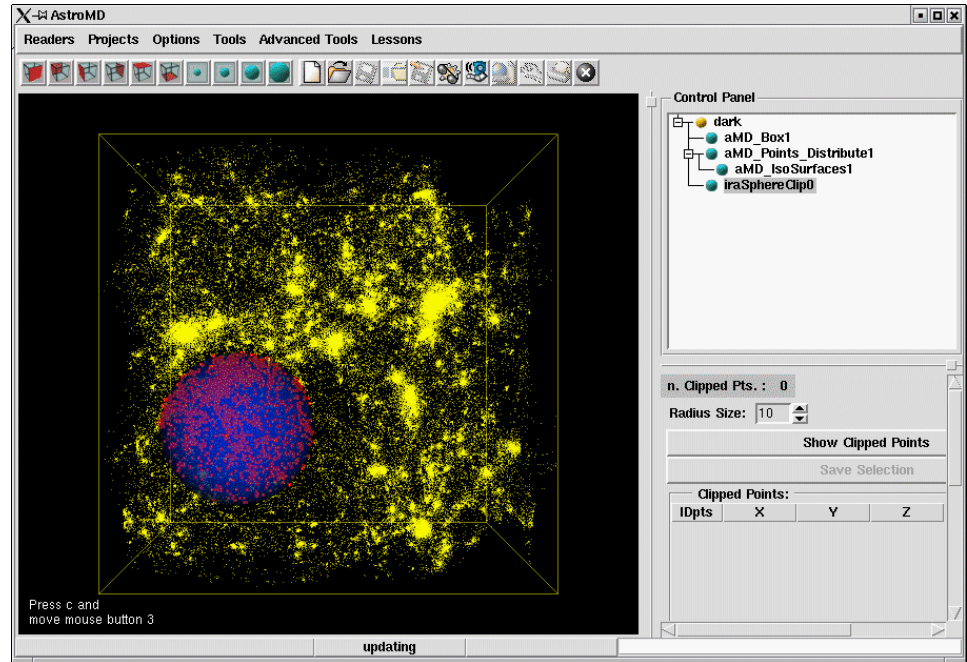 AstroMD
Readers Projects Options Tools Advanced Tools Lessons
Control Panel
dark
aMD_Box1
aMD_Points_Distribute1
aMD_IsoSurfaces1
iraSphereClip0
n. Clipped Pts. : 0
Radius Size: 10
Show Clipped Points
Save Selection
Clipped Points:
IDpts X Y Z
Press c and
move mouse button 3
updating